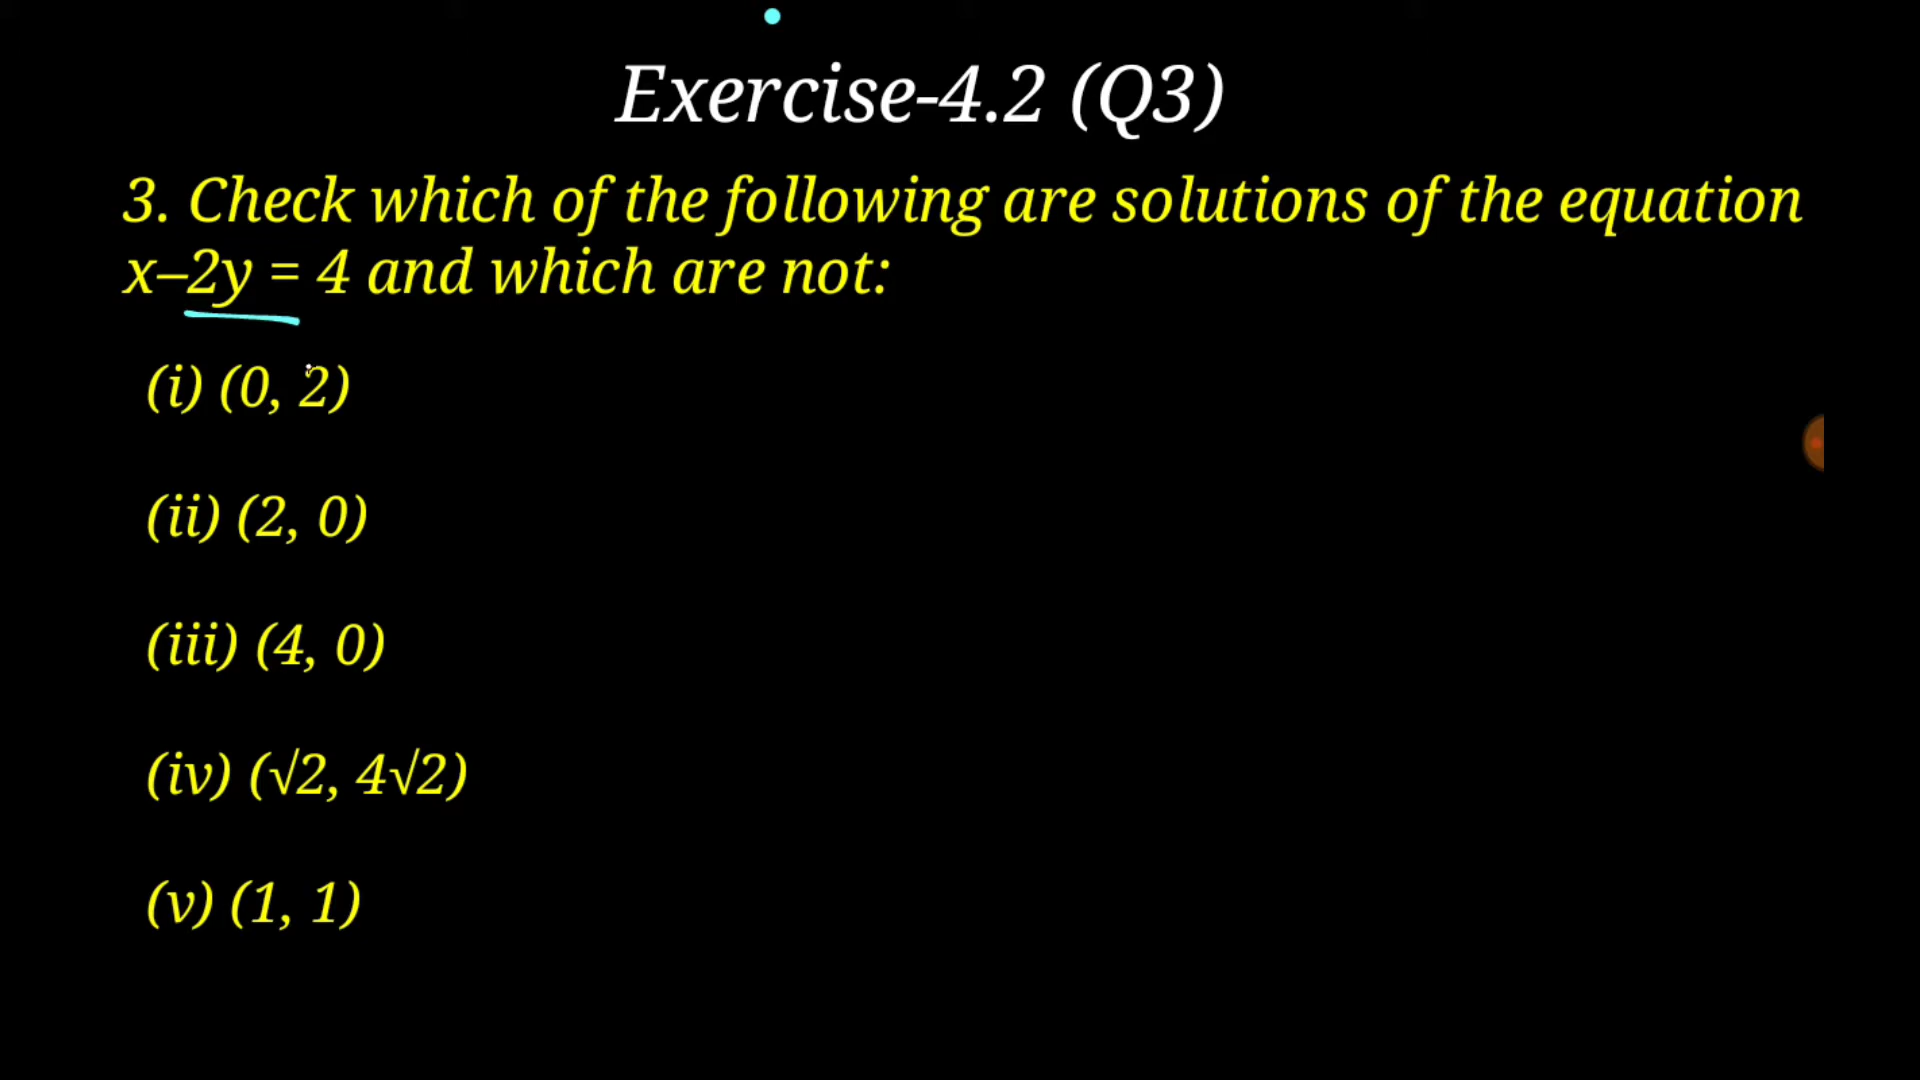 Exercise-4.2 (Q3)
3. Check which of the following are solutions of the equation
x–2y = 4 and which are not:
(i) (0, 2)
(ii) (2, 0)
(iii) (4, 0)
(iv) (√2, 4√2)
(v) (1, 1)